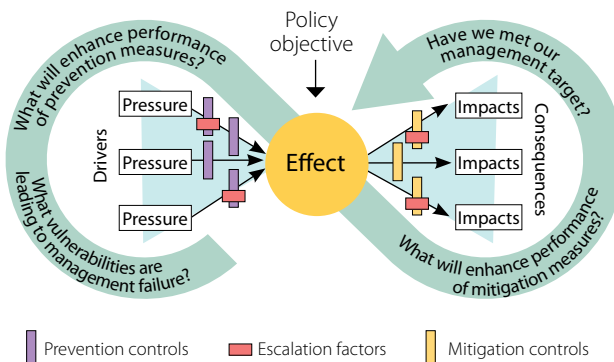 Policy
objective
What will enhance performance
of prevention measures?
Have we met our
management target?
Drivers
Pressure
Pressure
Pressure
Effect
Impacts
Impacts
Impacts
Consequences
What vulnerabilities are
leading to management failure?
What will enhance performance
of mitigation measures?
Prevention controls
Escalation factors
Mitigation controls